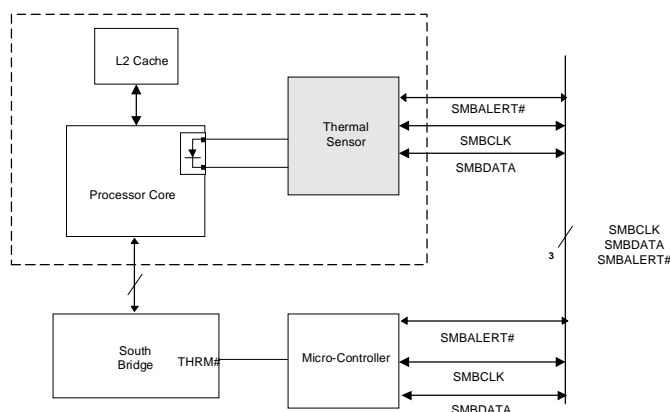 L2 Cache
Thermal
Sensor
SMBALERT#
SMBCLK
SMBDATA
Processor Core
SMBCLK
SMBDATA
SMBALERT#
3
South
Bridge
THRM#
Micro-Controller
SMBALERT#
SMBCLK
SMBDATA